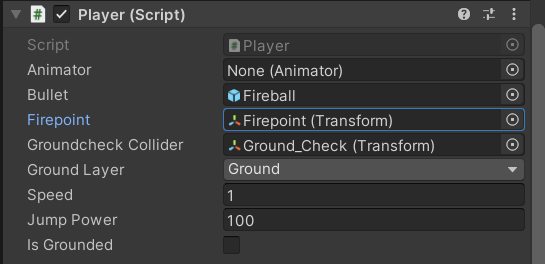 Player (Script)
Script Player
Animator None (Animator)
Bullet Fireball
Firepoint Firepoint (Transform)
Groundcheck Collider Ground_Check (Transform)
Ground Layer Ground
Speed 1
Jump Power 100
Is Grounded